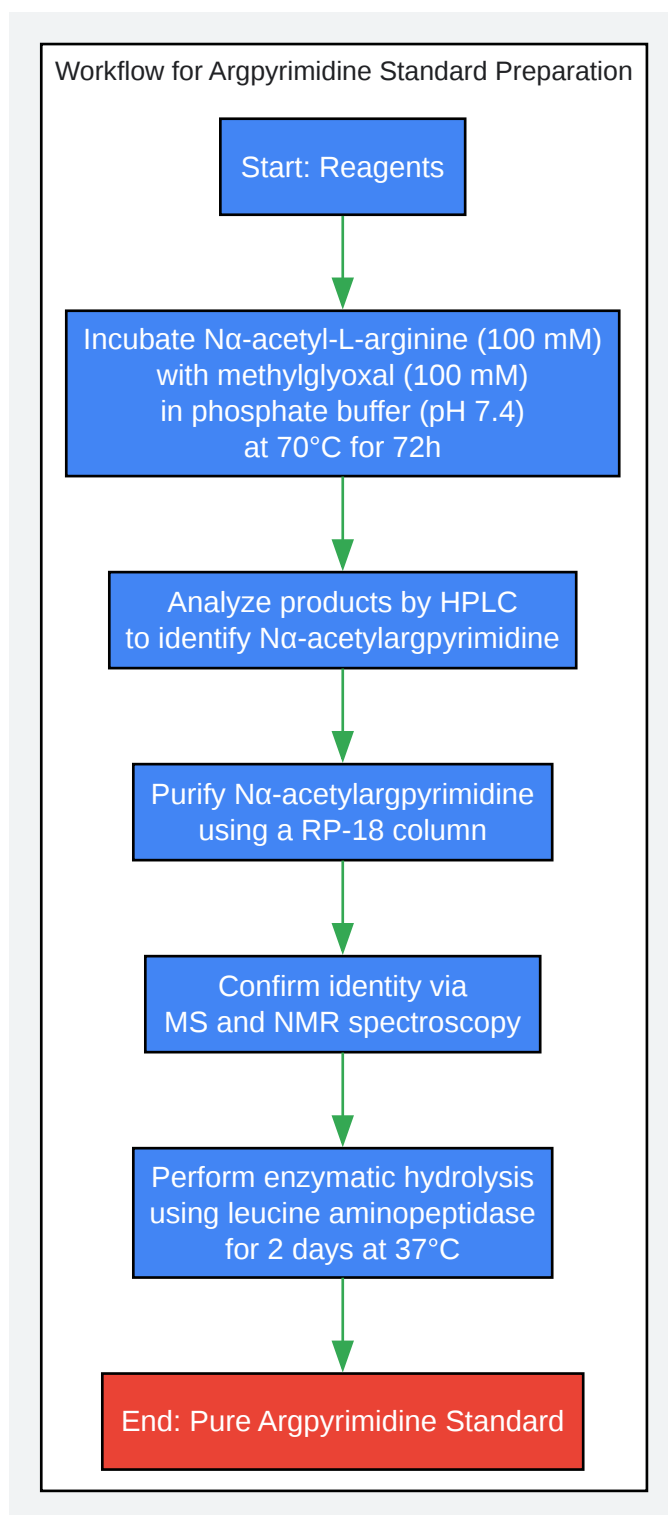 Workflow for Argpyrimidine Standard Preparation
Start: Reagents
Incubate Nα-acetyl-L-arginine (100 mM)
with methylglyoxal (100 mM)
in phosphate buffer (pH 7.4)
at 70°C for 72h
Analyze products by HPLC
to identify Nα-acetylargpyrimidine
Purify Nα-acetylargpyrimidine
using a RP-18 column
Confirm identity via
MS and NMR spectroscopy
Perform enzymatic hydrolysis
using leucine aminopeptidase
for 2 days at 37°C
End: Pure Argpyrimidine Standard